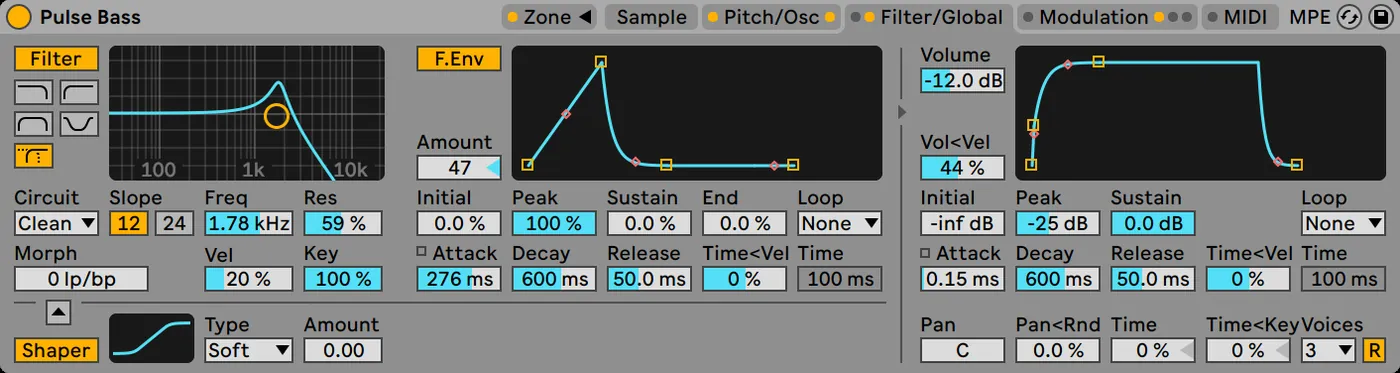 Pulse Bass Zone Sample Pitch/Osc Filter/Global Modulation MIDI MPE
Filter F.Env Volume
-12.0 dB
Amount Vol<Vel
100 1k 10k 47 44 %
Circuit Slope Freq Res Initial Peak Sustain End Loop Initial Peak Sustain Loop
Clean 12 24 1.78 kHz 59 % 0.0 % 100 % 0.0 % 0.0 % None -inf dB -25 dB 0.0 dB None
Morph Vel Key Attack Decay Release Time<Vel Time Attack Decay Release Time<Vel Time
0 lp/bp 20 % 100 % 276 ms 600 ms 50.0 ms 0 % 100 ms 0.15 ms 600 ms 50.0 ms 0 % 100 ms
Type Amount Pan Pan<Rnd Time Time<Key Voices
Shaper Soft 0.00 C 0.0 % 0 % 0 % 3 R